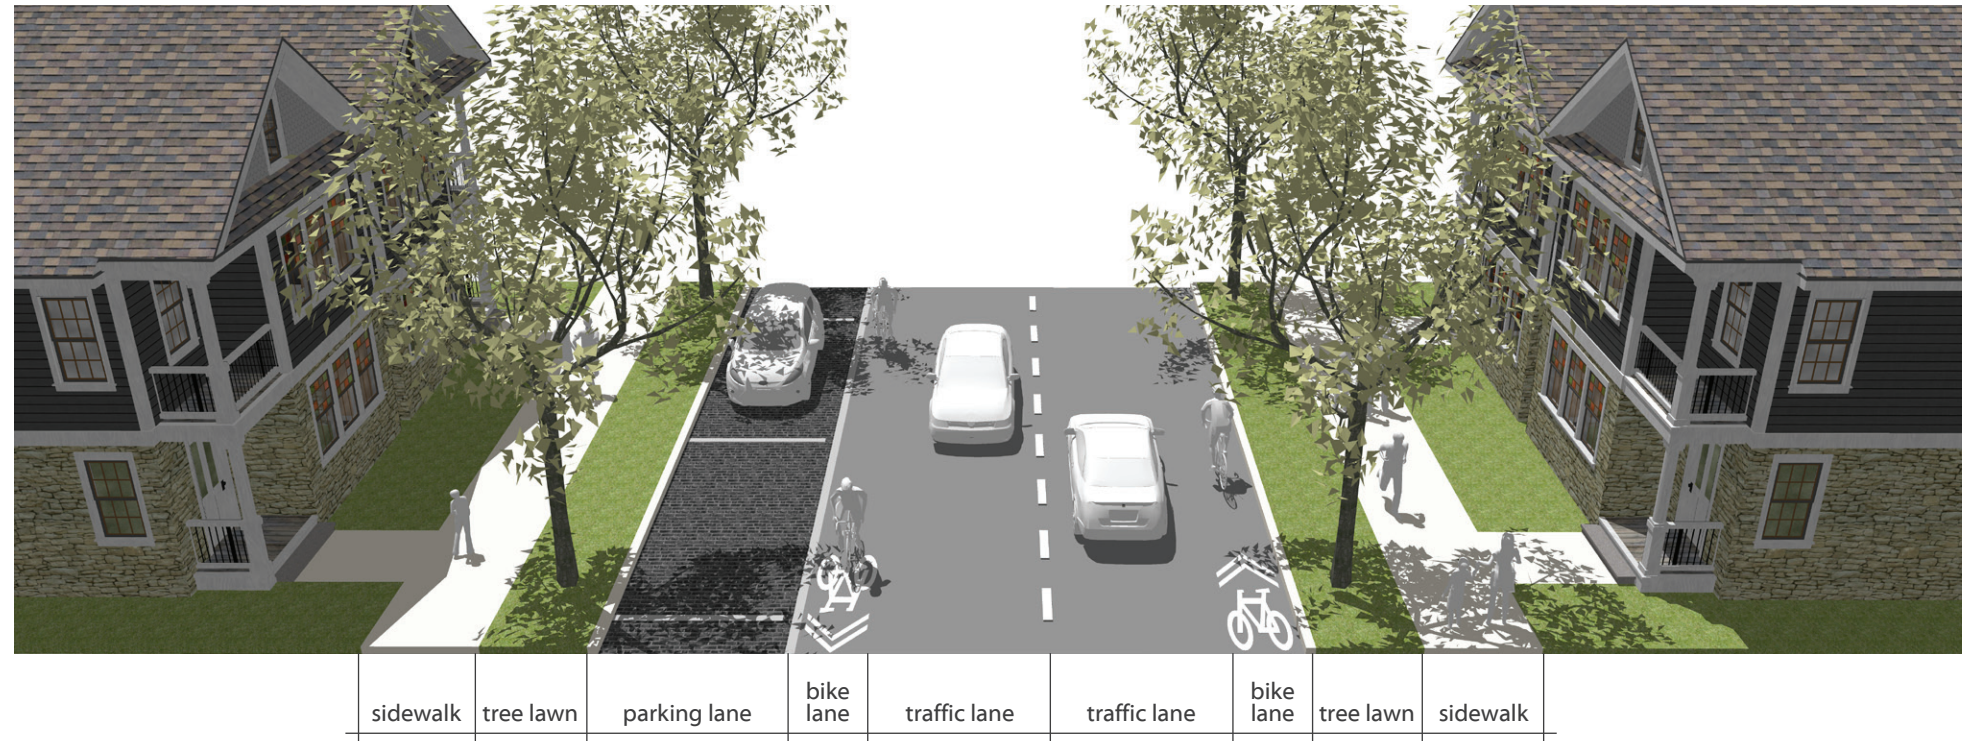 sidewalk
tree lawn
parking lane
bike
lane
traffic lane
traffic lane
bike
lane
tree lawn
sidewalk